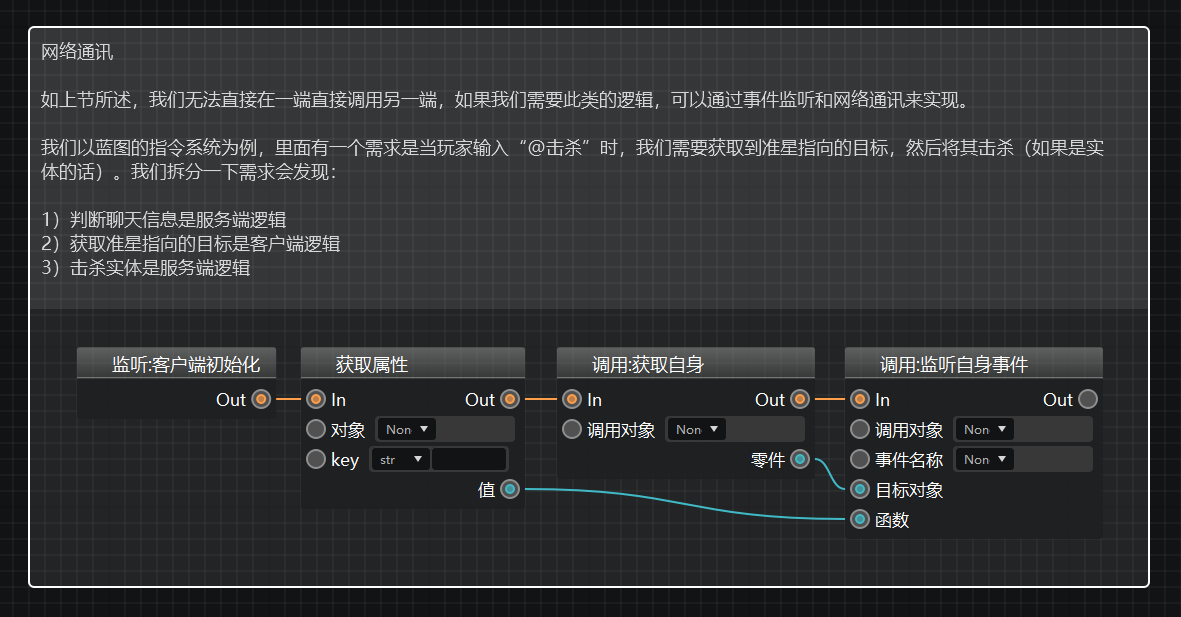 网络通讯
如上节所述，我们无法直接在一端直接调用另一端，如果我们需要此类的逻辑，可以通过事件监听和网络通讯来实现。
我们以蓝图的指令系统为例，里面有一个需求是当玩家输入“@击杀”时，我们需要获取到准星指向的目标，然后将其击杀（如果是实
体的话）。我们拆分一下需求会发现：
1）判断聊天信息是服务端逻辑
2）获取准星指向的目标是客户端逻辑
3）击杀实体是服务端逻辑
监听:客户端初始化
Out
获取属性
In Out
对象 Non
key str
值
调用:获取自身
In Out
调用对象 Non
零件
调用:监听自身事件
In Out
调用对象 Non
事件名称 Non
目标对象
函数